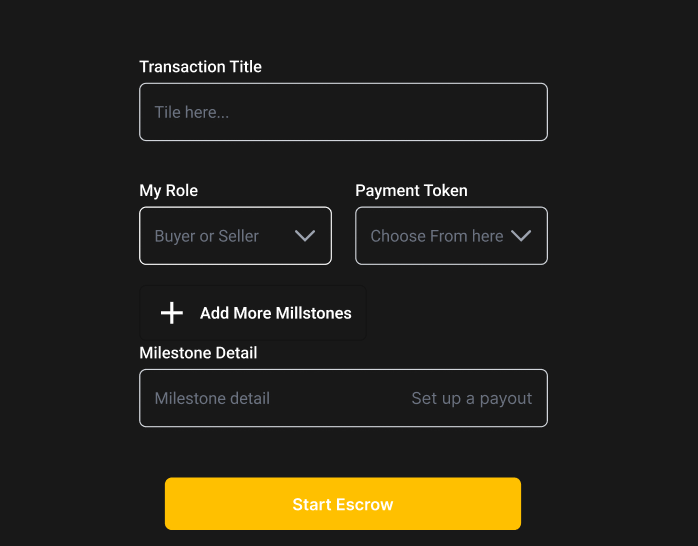 Transaction Title
Tile here...
My Role Payment Token
Buyer or Seller Choose From here
Add More Millstones
Milestone Detail
Milestone detail Set up a payout
Start Escrow